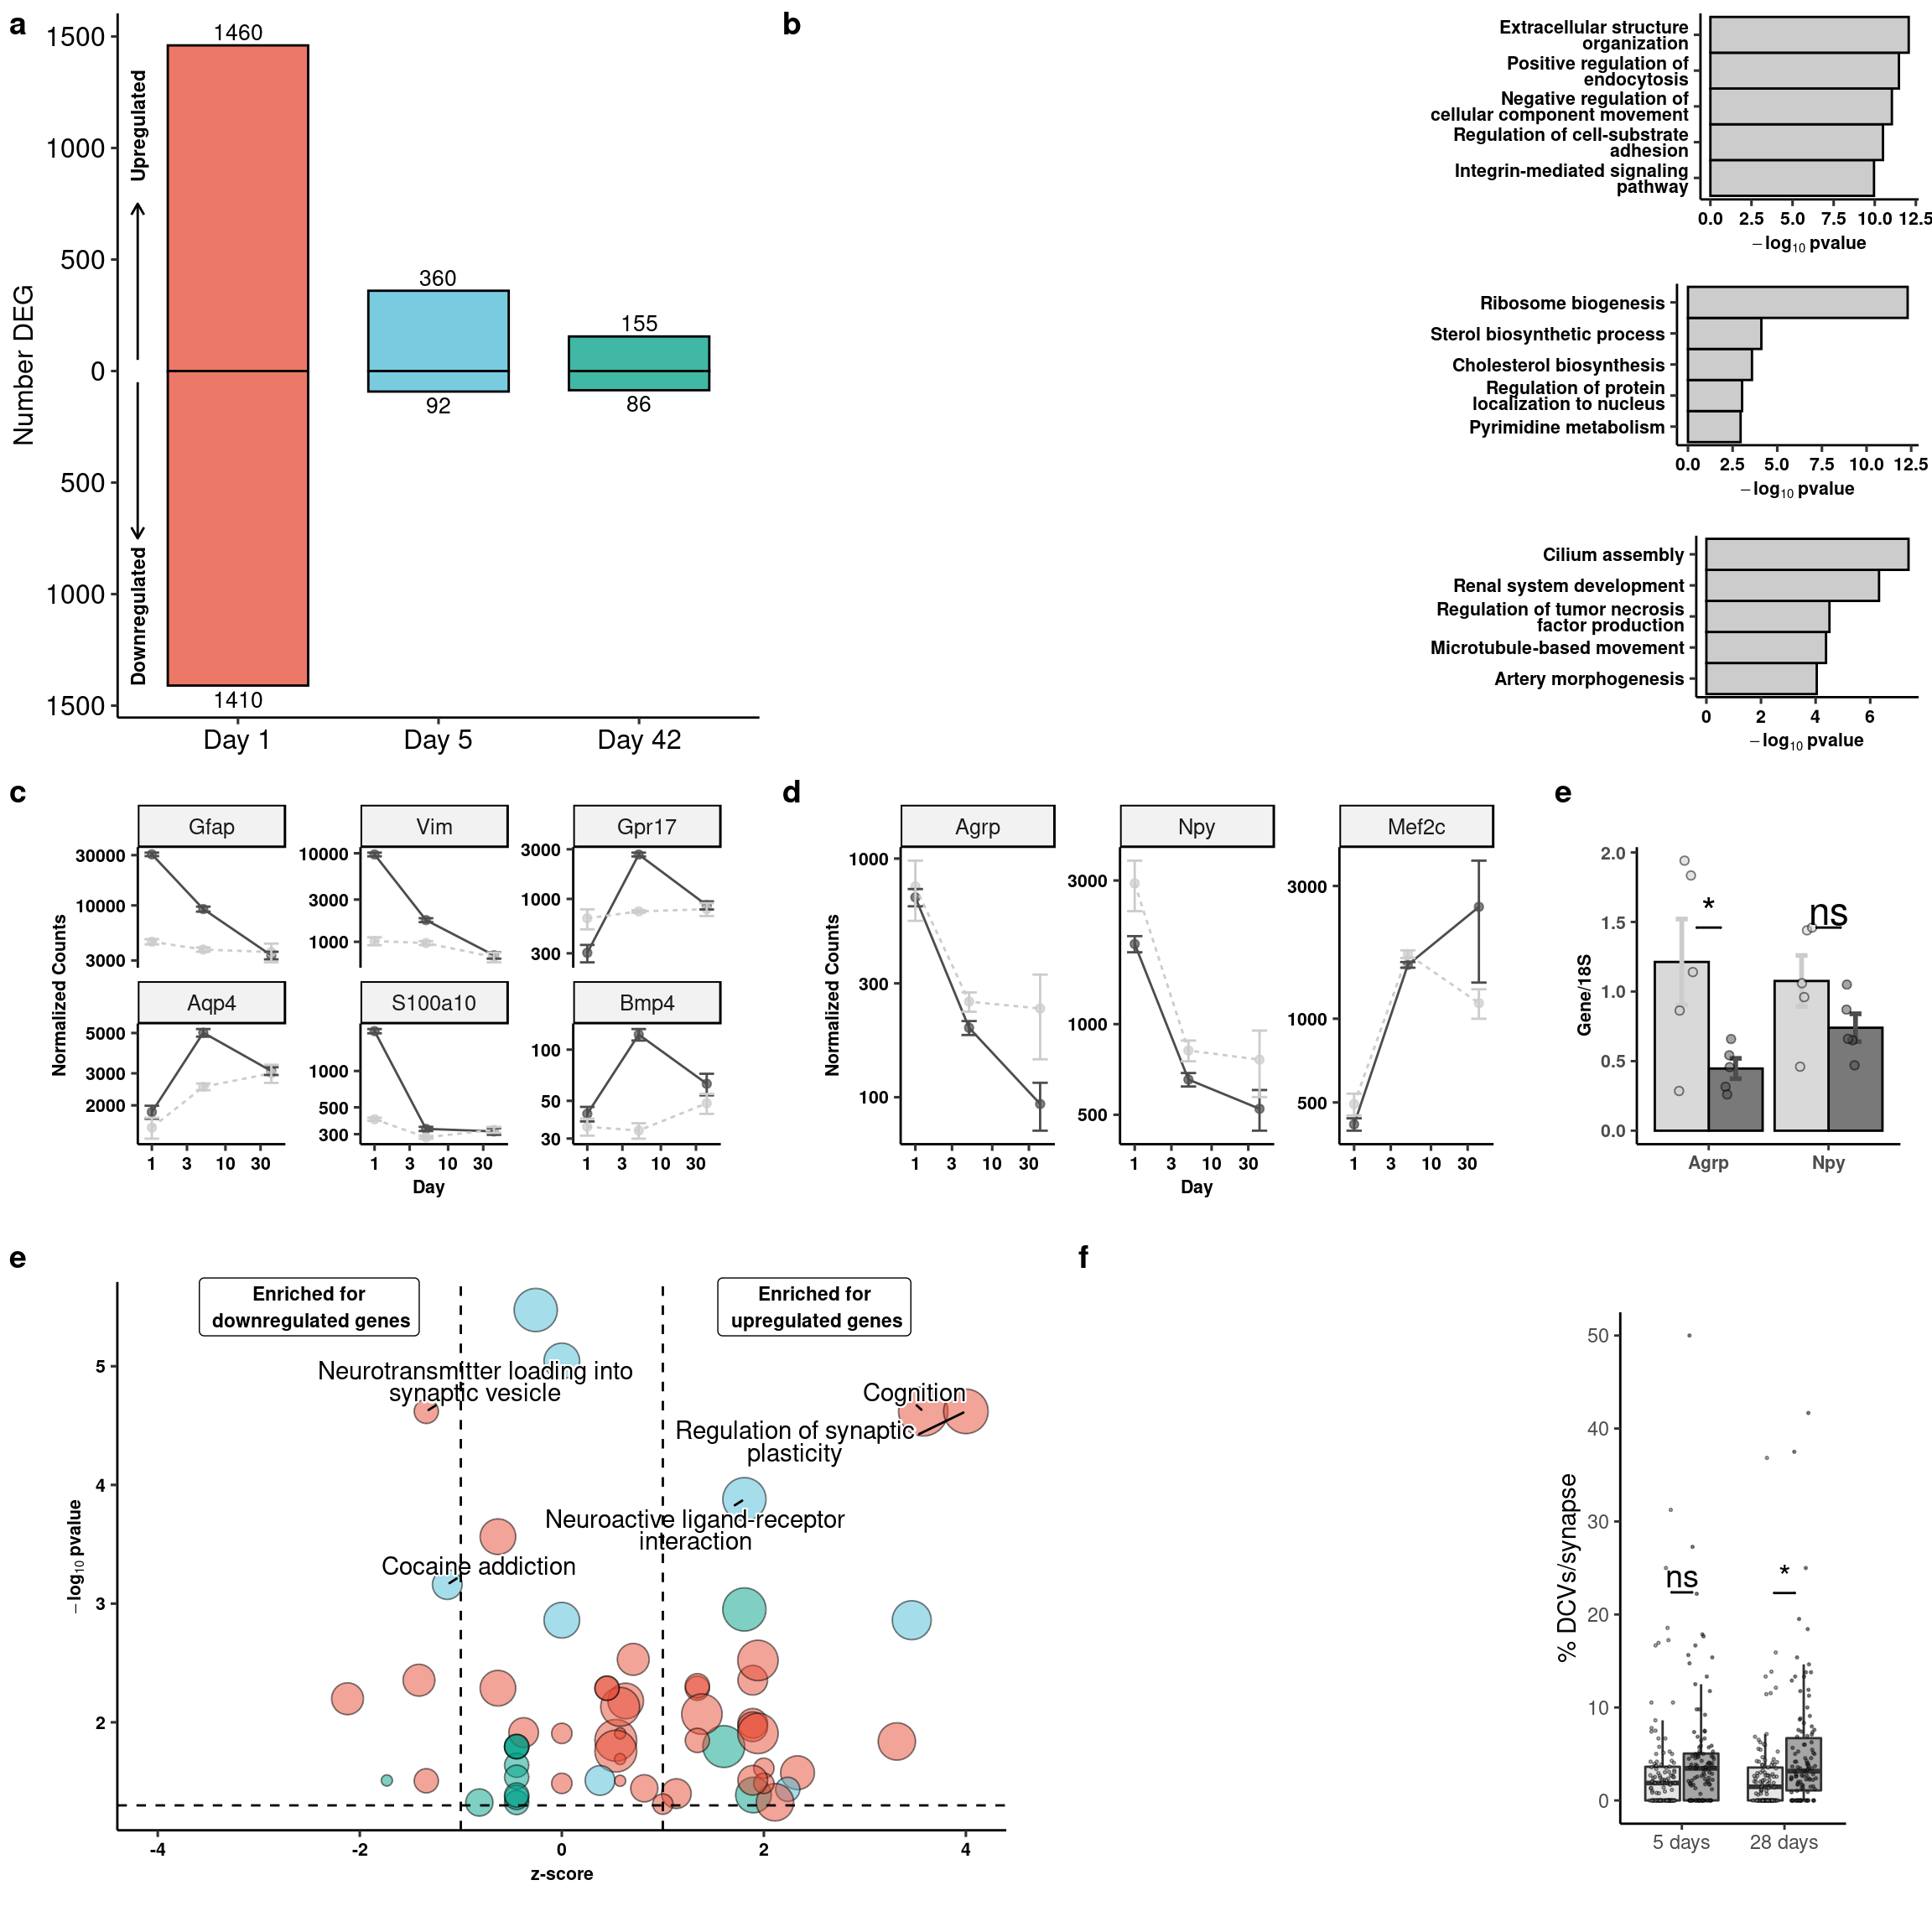 a
1500
1000
500
0
500
1000
1500
Number DEG
Upregulated
Downregulated
1460
1410
360
92
155
86
Day 1
Day 5
Day 42
b
Extracellular structure
organization
Positive regulation of
endocytosis
Negative regulation of
cellular component movement
Regulation of cell-substrate
adhesion
Integrin-mediated signaling
pathway
0.0 2.5 5.0 7.5 10.0 12.5
−log10 pvalue
Ribosome biogenesis
Sterol biosynthetic process
Cholesterol biosynthesis
Regulation of protein
localization to nucleus
Pyrimidine metabolism
0.0 2.5 5.0 7.5 10.0 12.5
−log10 pvalue
Cilium assembly
Renal system development
Regulation of tumor necrosis
factor production
Microtubule-based movement
Artery morphogenesis
0 2 4 6
−log10 pvalue
c
Normalized Counts
Gfap
30000
10000
3000
Vim
10000
3000
1000
Gpr17
3000
1000
300
Aqp4
5000
3000
2000
S100a10
1000
500
300
Bmp4
100
50
30
1 3 10 30
1 3 10 30
1 3 10 30
Day
d
Normalized Counts
Agrp
1000
300
100
Npy
3000
1000
500
Mef2c
3000
1000
500
1 3 10 30
1 3 10 30
1 3 10 30
Day
e
Gene/18S
2.0
1.5
1.0
0.5
0.0
*
ns
Agrp
Npy
e
−log10 pvalue
5
4
3
2
Enriched for
downregulated genes
Enriched for
upregulated genes
Neurotransmitter loading into
synaptic vesicle
Cognition
Regulation of synaptic
plasticity
Neuroactive ligand-receptor
interaction
Cocaine addiction
-4 -2 0 2 4
z-score
f
% DCVs/synapse
50
40
30
20
10
0
ns
*
5 days
28 days